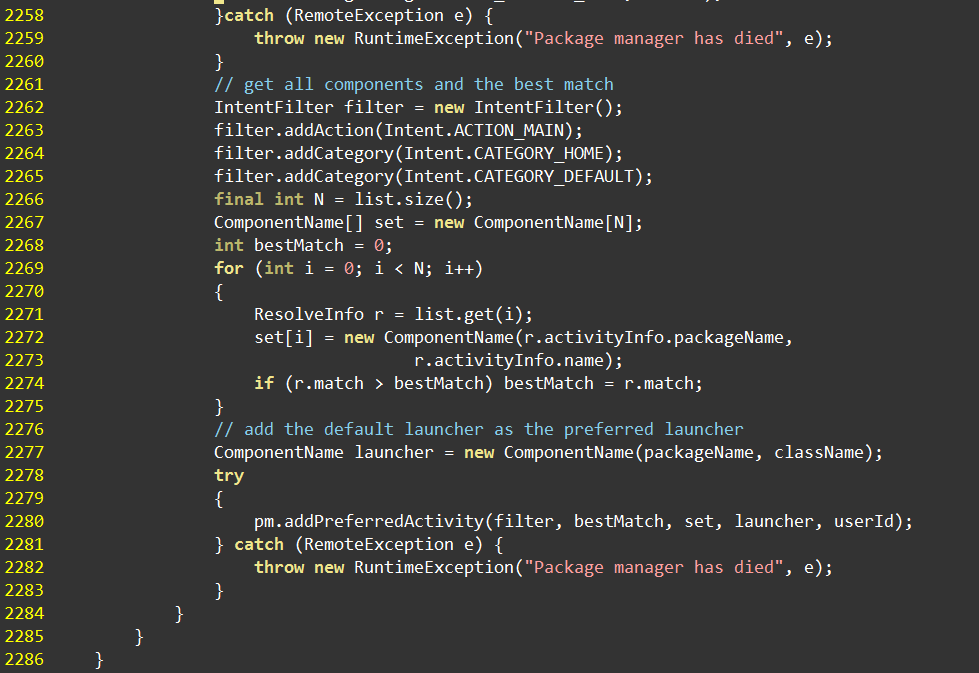 2258                 }catch (RemoteException e) {
2259                     throw new RuntimeException("Package manager has died", e);
2260                 }
2261                 // get all components and the best match
2262                 IntentFilter filter = new IntentFilter();
2263                 filter.addAction(Intent.ACTION_MAIN);
2264                 filter.addCategory(Intent.CATEGORY_HOME);
2265                 filter.addCategory(Intent.CATEGORY_DEFAULT);
2266                 final int N = list.size();
2267                 ComponentName[] set = new ComponentName[N];
2268                 int bestMatch = 0;
2269                 for (int i = 0; i < N; i++)
2270                 {
2271                     ResolveInfo r = list.get(i);
2272                     set[i] = new ComponentName(r.activityInfo.packageName,
2273                                     r.activityInfo.name);
2274                     if (r.match > bestMatch) bestMatch = r.match;
2275                 }
2276                 // add the default launcher as the preferred launcher
2277                 ComponentName launcher = new ComponentName(packageName, className);
2278                 try
2279                 {
2280                     pm.addPreferredActivity(filter, bestMatch, set, launcher, userId);
2281                 } catch (RemoteException e) {
2282                     throw new RuntimeException("Package manager has died", e);
2283                 }
2284             }
2285         }
2286     }